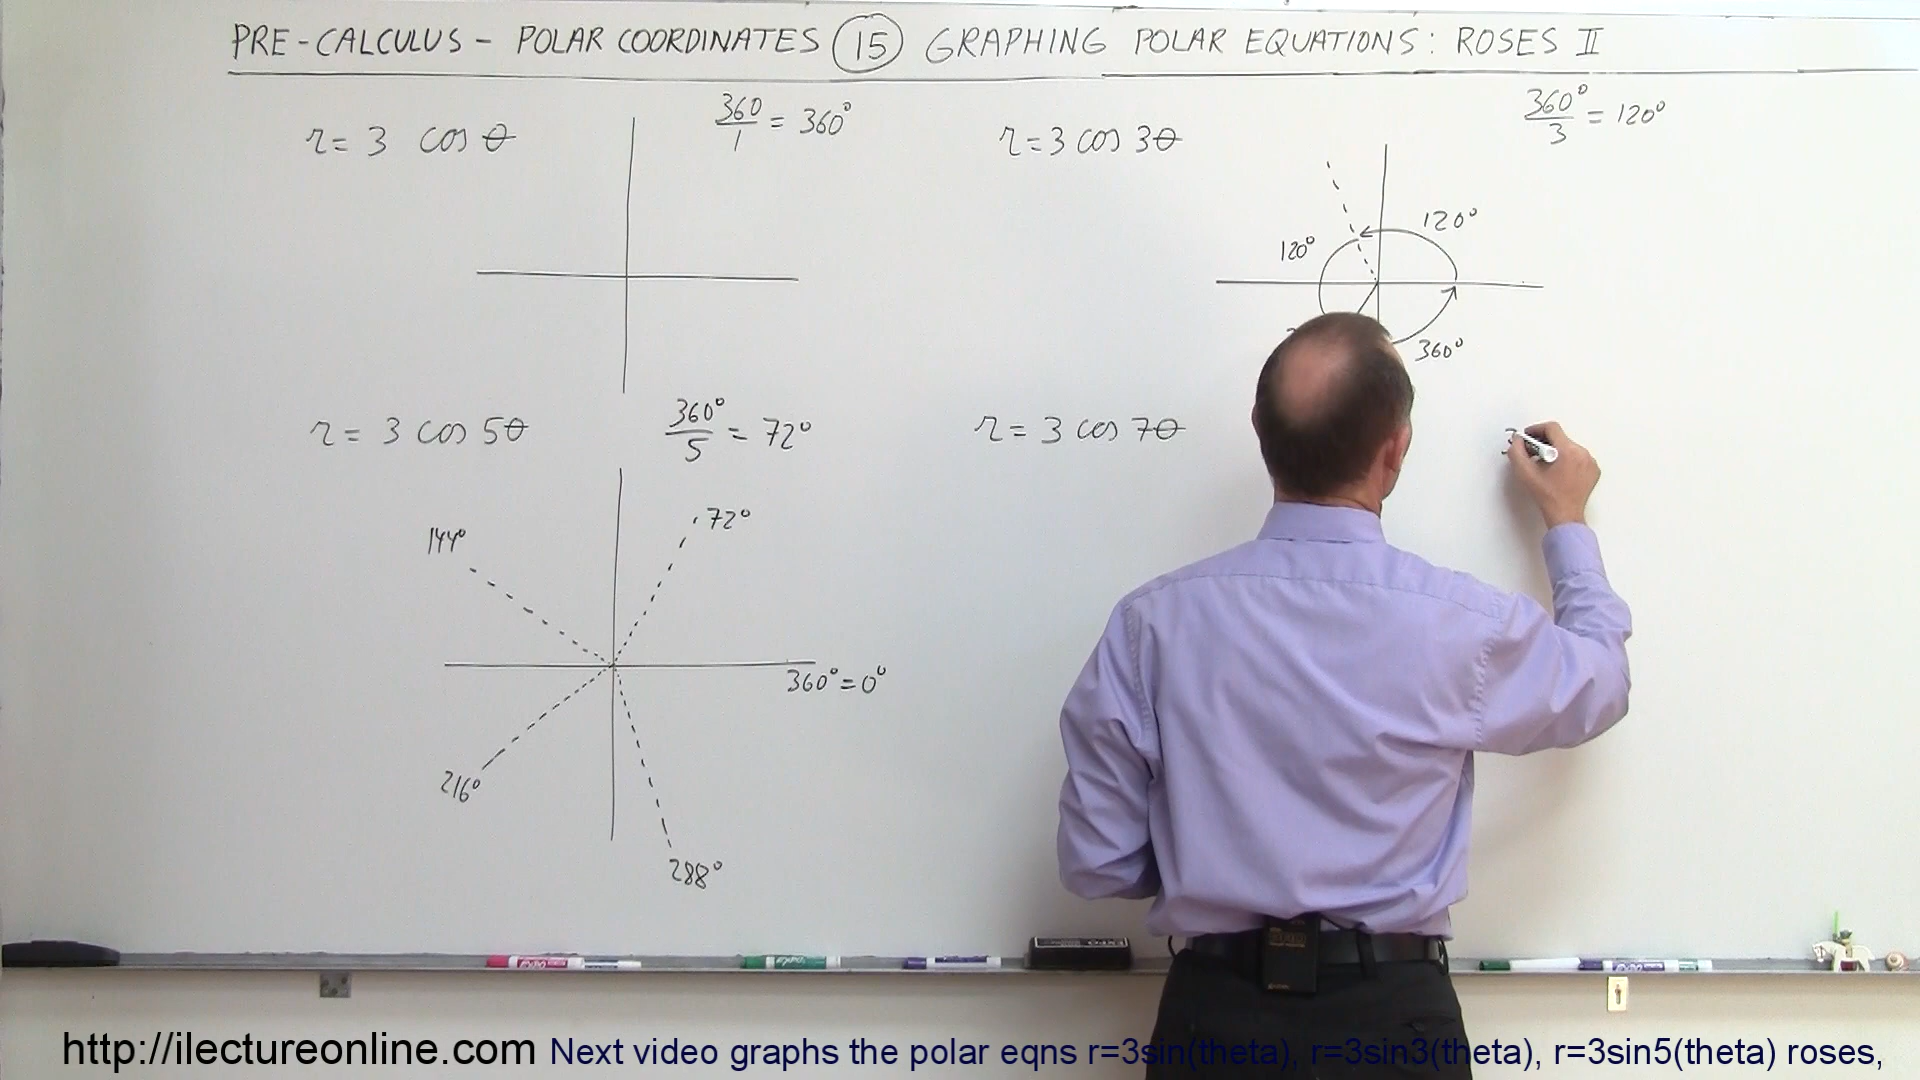 PRE-CALCULUS - POLAR COORDINATES 15 GRAPHING POLAR EQUATIONS: ROSES II
r = 3 cos θ
360/1 = 360°
r = 3 cos 3θ
360°/3 = 120°
120°
120°
360°
r = 3 cos 5θ
360°/5 = 72°
r = 3 cos 7θ
72°
144°
360° = 0°
216°
288°
EXPO
http://ilectureonline.com Next video graphs the polar eqns r=3sin(theta), r=3sin3(theta), r=3sin5(theta) roses,